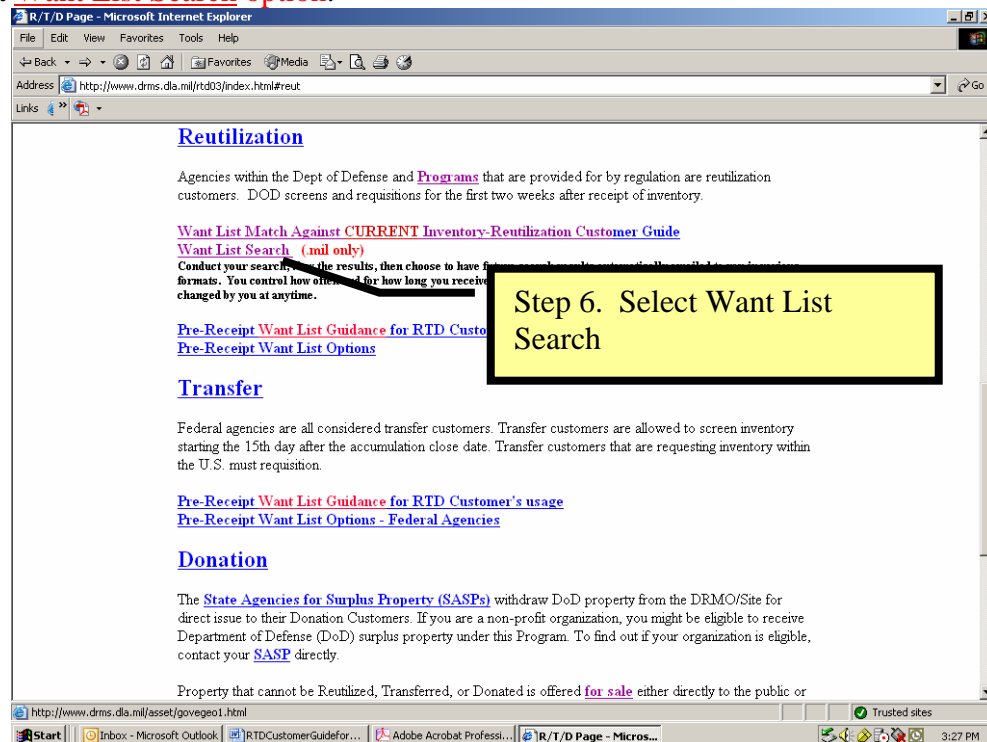 Want List Search option.
R/T/D Page - Microsoft Internet Explorer
File Edit View Favorites Tools Help
Back Favorites Media
Address http://www.drms.dla.mil/rtd03/index.html#reut Go
Links
Reutilization
Agencies within the Dept of Defense and Programs that are provided for by regulation are reutilization
customers. DOD screens and requisitions for the first two weeks after receipt of inventory.
Want List Match Against CURRENT Inventory-Reutilization Customer Guide
Want List Search (.mil only)
Conduct your search, the results, then choose to have
formats. You control how often for how long you receive
changed by you at anytime.
Step 6. Select Want List
Search
Pre-Receipt Want List Guidance for RTD Custo
Pre-Receipt Want List Options
Transfer
Federal agencies are all considered transfer customers. Transfer customers are allowed to screen inventory
starting the 15th day after the accumulation close date. Transfer customers that are requesting inventory within
the U.S. must requisition.
Pre-Receipt Want List Guidance for RTD Customer's usage
Pre-Receipt Want List Options - Federal Agencies
Donation
The State Agencies for Surplus Property (SASPs) withdraw DoD property from the DRMO/Site for
direct issue to their Donation Customers. If you are a non-profit organization, you might be eligible to receive
Department of Defense (DoD) surplus property under this Program. To find out if your organization is eligible,
contact your SASP directly.
Property that cannot be Reutilized, Transferred, or Donated is offered for sale either directly to the public or
http://www.drms.dla.mil/asset/govegeo1.html Trusted sites
Start Inbox - Microsoft Outlook RTDCustomerGuidefor... Adobe Acrobat Professi... R/T/D Page - Micros... 3:27 PM